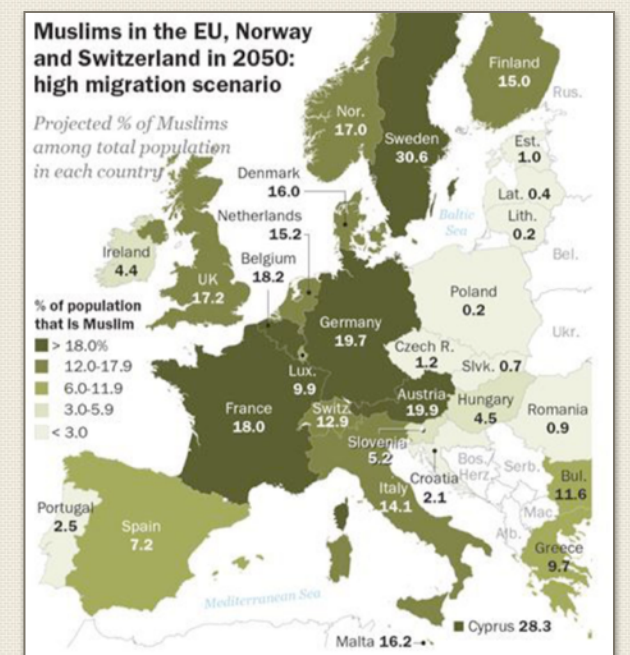 Muslims in the EU, Norway
and Switzerland in 2050:
high migration scenario
Projected % of Muslims
among total population
in each country
Finland
15.0
Rus.
Nor.
17.0
Sweden
30.6
Est.
1.0
Denmark
16.0
Lat. 0.4
Netherlands
15.2
Lith.
0.2
Baltic
Sea
Ireland
4.4
Belgium
18.2
Bel.
UK
17.2
Poland
0.2
% of population
that is Muslim
> 18.0%
12.0-17.9
6.0-11.9
3.0-5.9
< 3.0
Germany
19.7
Ukr.
Czech R.
1.2
Lux.
9.9
Slvk. 0.7
France
18.0
Switz.
12.9
Austria
19.9
Hungary
4.5
Romania
0.9
Slovenia
5.2
Croatia
2.1
Bos./
Herz.
Serb.
Bul.
11.6
Portugal
2.5
Spain
7.2
Italy
14.1
Mac.
Alb.
Greece
9.7
Mediterranean Sea
Cyprus 28.3
Malta 16.2